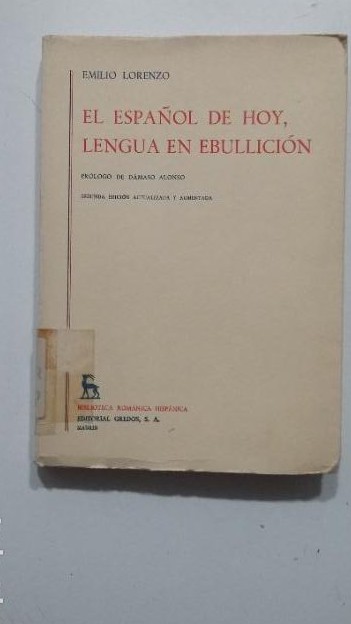 EMILIO LORENZO
EL ESPAÑOL DE HOY,
LENGUA EN EBULLICIÓN
PRÓLOGO DE DÁMASO ALONSO
SEGUNDA EDICIÓN ACTUALIZADA Y AUMENTADA
BIBLIOTECA ROMÁNICA HISPÁNICA
EDITORIAL GREDOS, S. A.
MADRID